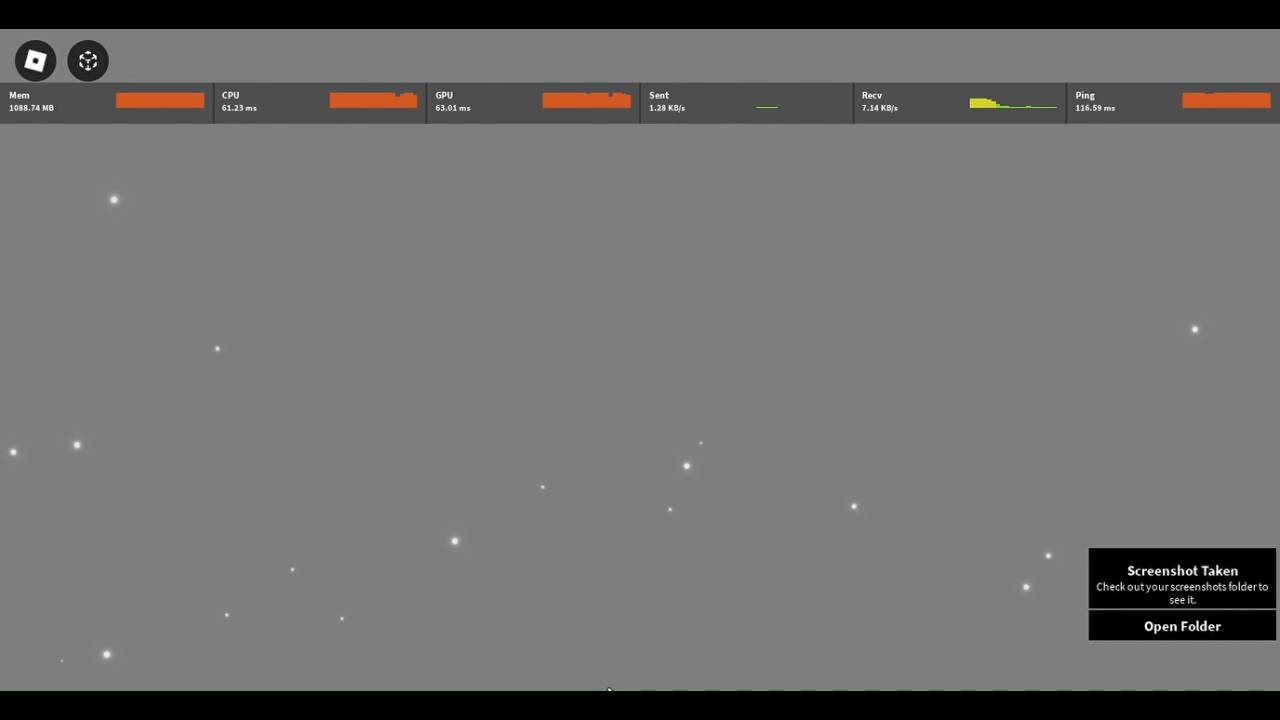 Mem
1088.74 MB
CPU
61.23 ms
GPU
63.01 ms
Sent
1.28 KB/s
Recv
7.14 KB/s
Ping
116.59 ms
Screenshot Taken
Check out your screenshots folder to
see it.
Open Folder